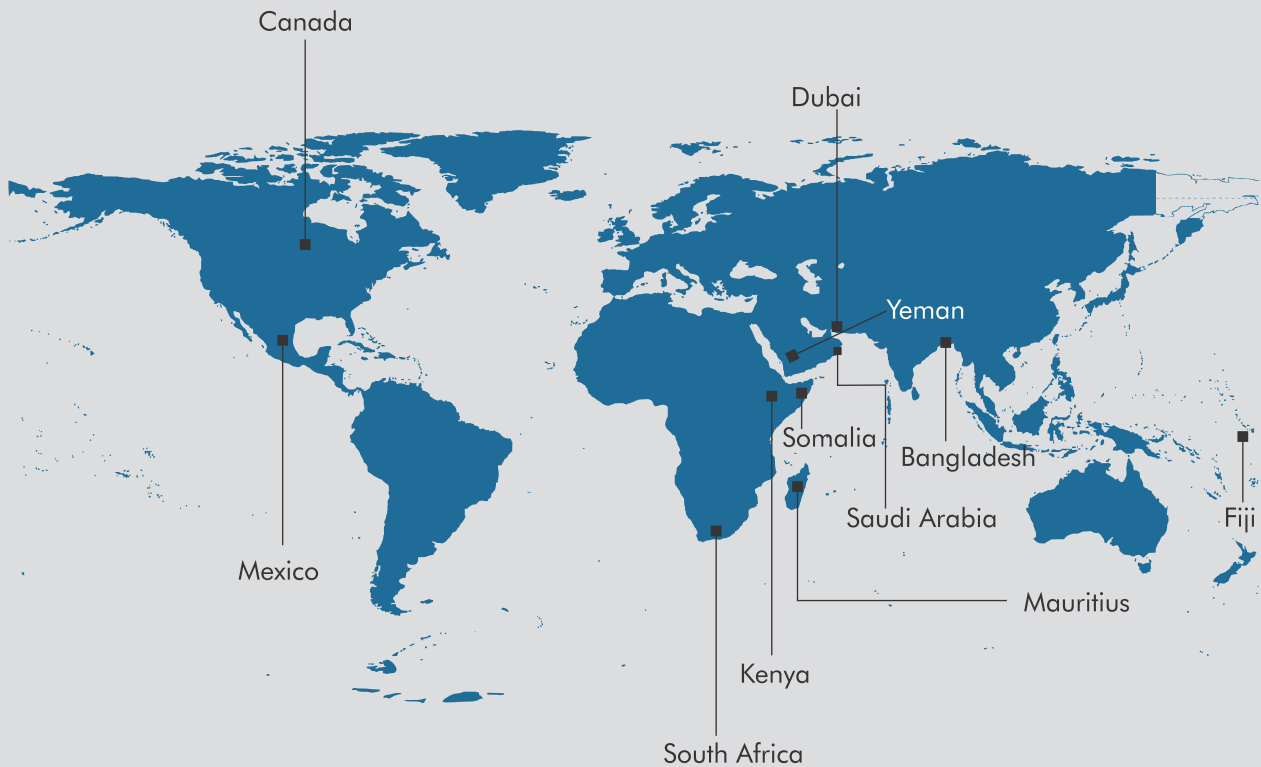 Canada
Dubai
Yeman
Somalia
Bangladesh
Saudi Arabia
Fiji
Mexico
Mauritius
Kenya
South Africa